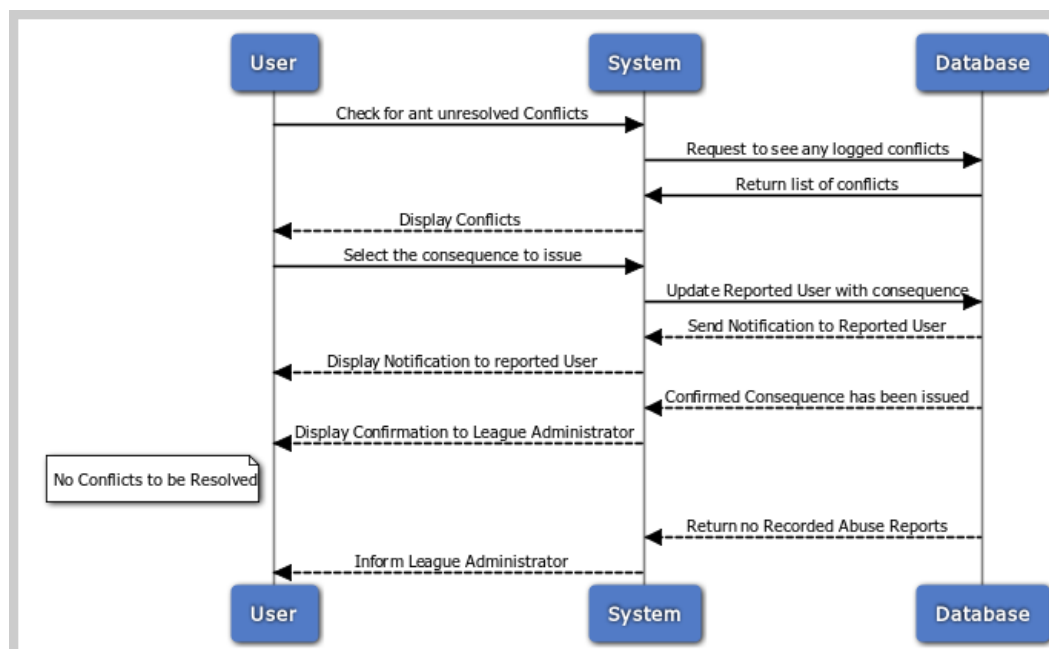 User System Database
Check for ant unresolved Conflicts
Request to see any logged conflicts
Return list of conflicts
Display Conflicts
Select the consequence to issue
Update Reported User with consequence
Send Notification to Reported User
Display Notification to reported User
Confirmed Consequence has been issued
Display Confirmation to League Administrator
No Conflicts to be Resolved
Return no Recorded Abuse Reports
Inform League Administrator
User System Database